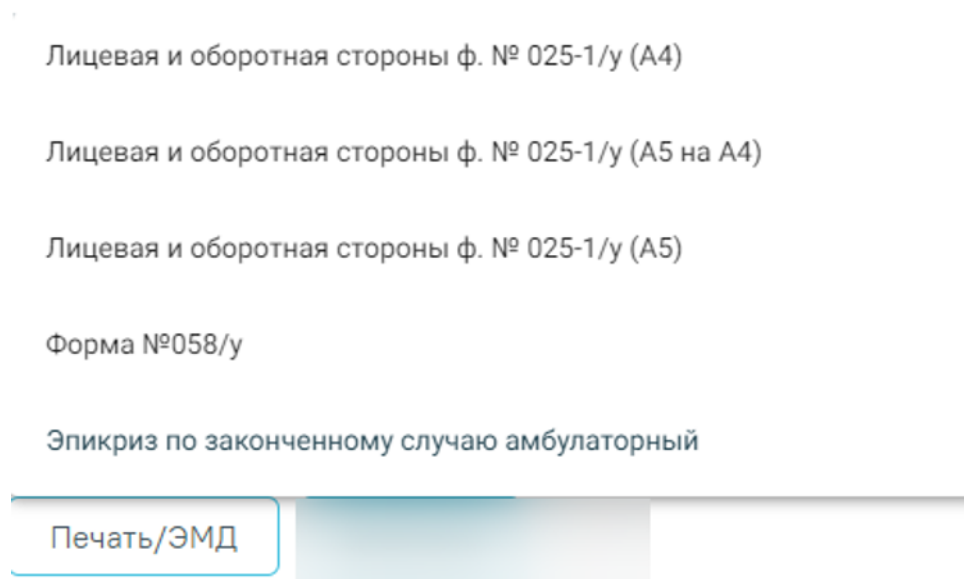 Лицевая и оборотная стороны ф. № 025-1/у (А4)
Лицевая и оборотная стороны ф. № 025-1/у (А5 на А4)
Лицевая и оборотная стороны ф. № 025-1/у (А5)
Форма №058/у
Эпикриз по законченному случаю амбулаторный
Печать/ЭМД